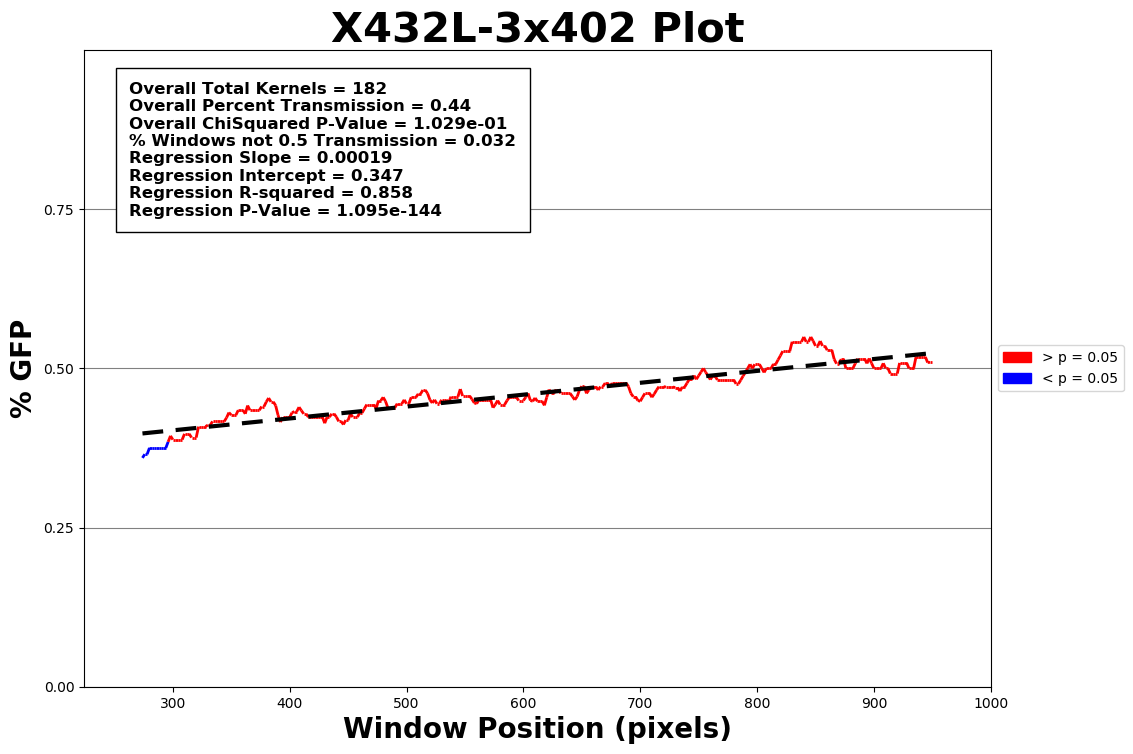 X432L-3x402 Plot
Overall Total Kernels = 182
Overall Percent Transmission = 0.44
Overall ChiSquared P-Value = 1.029e-01
% Windows not 0.5 Transmission = 0.032
Regression Slope = 0.00019
Regression Intercept = 0.347
Regression R-squared = 0.858
Regression P-Value = 1.095e-144
% GFP
0.75
0.50
0.25
0.00
> p = 0.05
< p = 0.05
300 400 500 600 700 800 900 1000
Window Position (pixels)